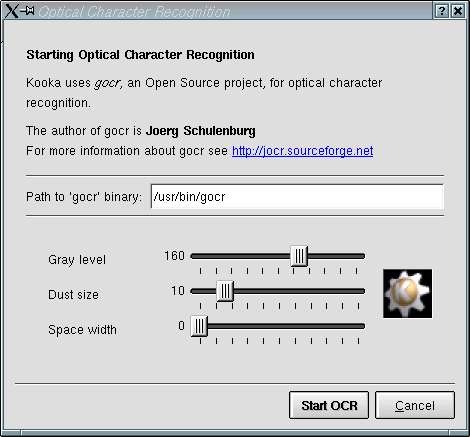 Optical Character Recognition
Starting Optical Character Recognition
Kooka uses gocr, an Open Source project, for optical character
recognition.
The author of gocr is Joerg Schulenburg
For more information about gocr see http://jocr.sourceforge.net
Path to 'gocr' binary: /usr/bin/gocr
Gray level 160
Dust size 10
Space width 0
K
Start OCR Cancel